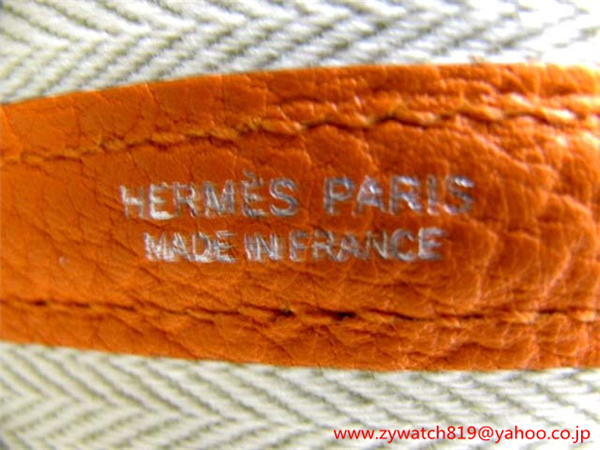 HERMÈS PARIS
MADE IN FRANCE
www.zywatch819@yahoo.co.jp